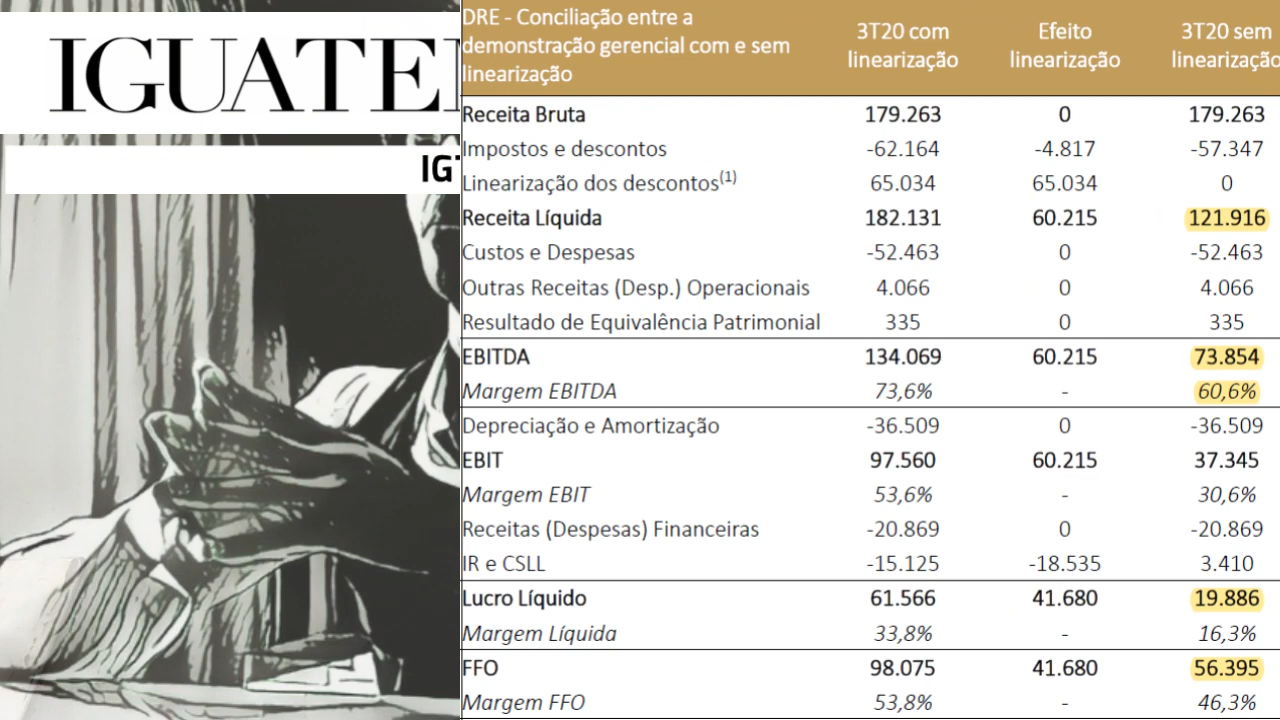 IGUATE
IG
DRE - Conciliação entre a
demonstração gerencial com e sem
linearização
3T20 com
linearização
Efeito
linearização
3T20 sem
linearização
Receita Bruta 179.263 0 179.263
Impostos e descontos -62.164 -4.817 -57.347
Linearização dos descontos(1) 65.034 65.034 0
Receita Líquida 182.131 60.215 121.916
Custos e Despesas -52.463 0 -52.463
Outras Receitas (Desp.) Operacionais 4.066 0 4.066
Resultado de Equivalência Patrimonial 335 0 335
EBITDA 134.069 60.215 73.854
Margem EBITDA 73,6% - 60,6%
Depreciação e Amortização -36.509 0 -36.509
EBIT 97.560 60.215 37.345
Margem EBIT 53,6% - 30,6%
Receitas (Despesas) Financeiras -20.869 0 -20.869
IR e CSLL -15.125 -18.535 3.410
Lucro Líquido 61.566 41.680 19.886
Margem Líquida 33,8% - 16,3%
FFO 98.075 41.680 56.395
Margem FFO 53,8% - 46,3%